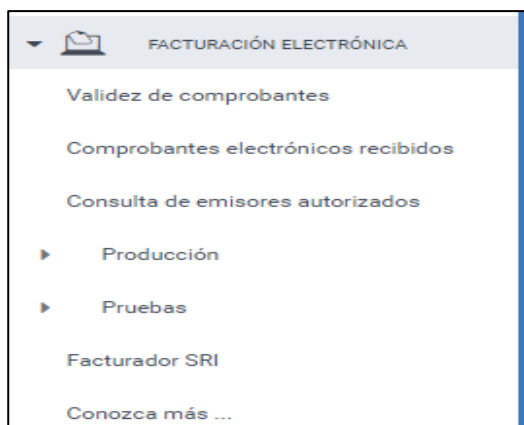 FACTURACIÓN ELECTRÓNICA
Validez de comprobantes
Comprobantes electrónicos recibidos
Consulta de emisores autorizados
Producción
Pruebas
Facturador SRI
Conozca más ...